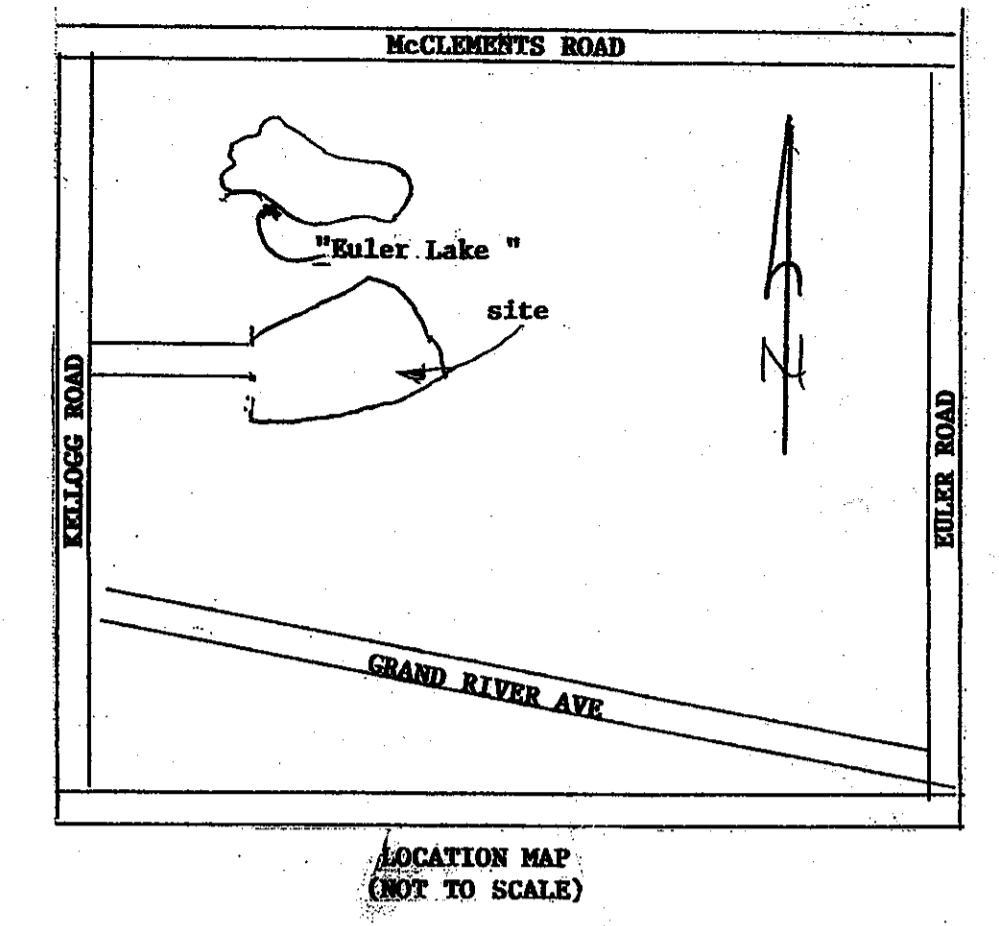 McCLEMENTS ROAD
"Euler Lake "
site
N
KELLOGG ROAD
EULER ROAD
GRAND RIVER AVE
LOCATION MAP
(NOT TO SCALE)